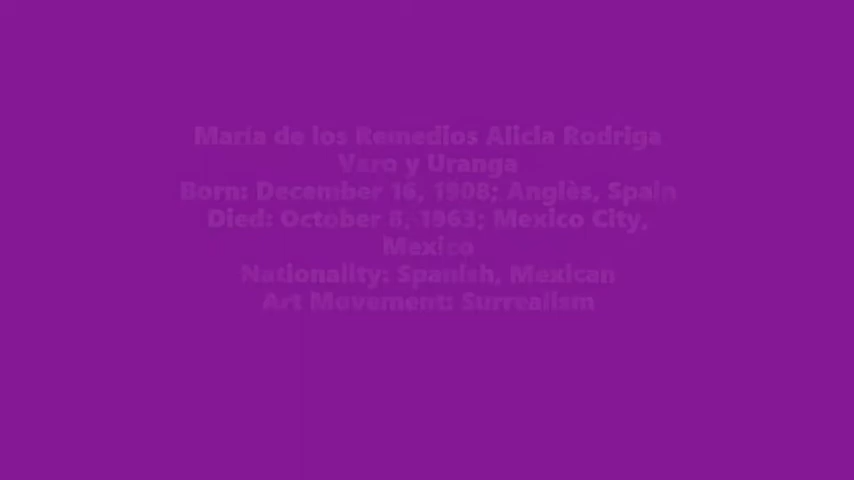 María de los Remedios Alicia Rodriga
Varo y Uranga
Born: December 16, 1908; Anglès, Spain
Died: October 8, 1963; Mexico City,
Mexico
Nationality: Spanish, Mexican
Art Movement: Surrealism